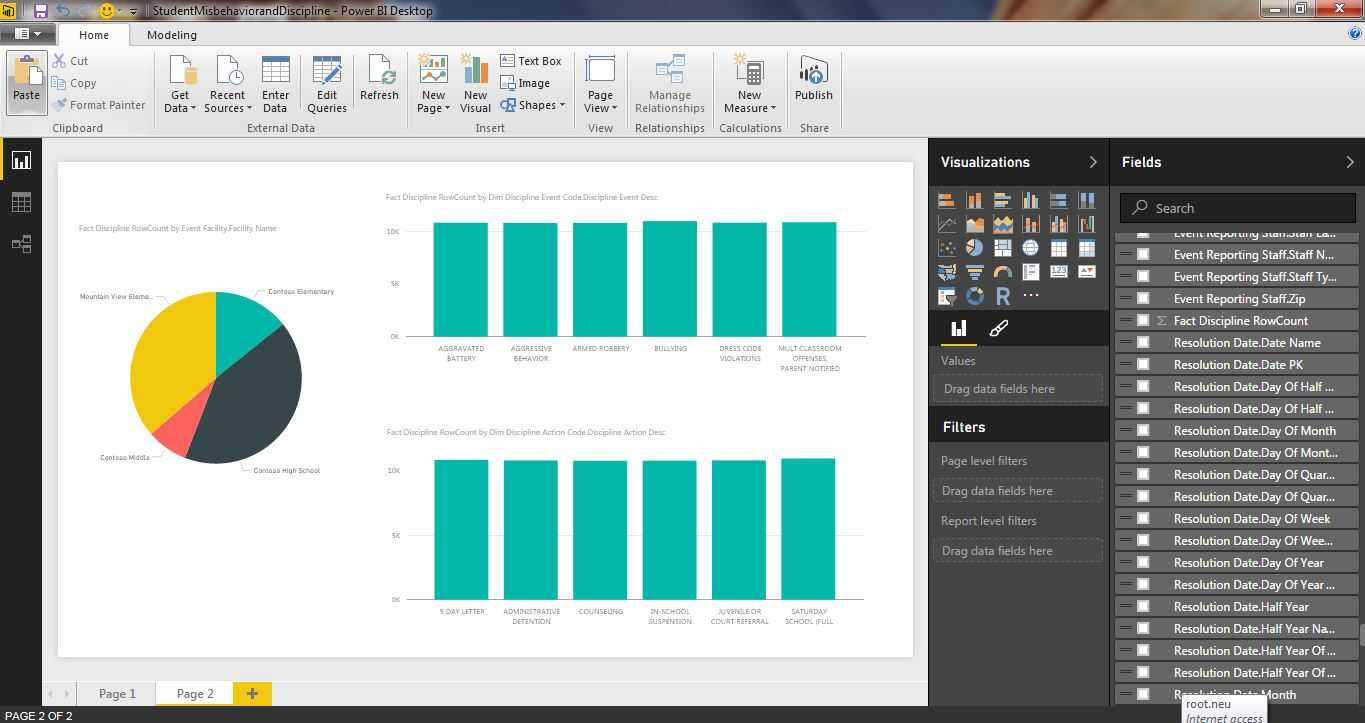 StudentMisbehaviorandDiscipline - Power BI Desktop
Home
Modeling
Paste
Cut
Copy
Format Painter
Clipboard
Get
Data
Recent
Sources
Enter
Data
Edit
Queries
Refresh
External Data
New
Page
New
Visual
Text Box
Image
Shapes
Insert
Page
View
View
Manage
Relationships
Relationships
New
Measure
Calculations
Publish
Share
Fact Discipline RowCount by Event Facility.Facility Name
Mountain View Eleme..
Contoso Elementary
Contoso Middle
Contoso High School
Fact Discipline RowCount by Dim Discipline Event Code.Discipline Event Desc
10K
5K
0K
AGGRAVATED
BATTERY
AGGRESSIVE
BEHAVIOR
ARMED ROBBERY
BULLYING
DRESS CODE
VIOLATIONS
MULT CLASSROOM
OFFENSES,
PARENT NOTIFIED
Fact Discipline RowCount by Dim Discipline Action Code.Discipline Action Desc
10K
5K
0K
5 DAY LETTER
ADMINISTRATIVE
DETENTION
COUNSELING
IN-SCHOOL
SUSPENSION
JUVENILE OR
COURT REFERRAL
SATURDAY
SCHOOL (FULL
Visualizations
R
123
Values
Drag data fields here
Filters
Page level filters
Drag data fields here
Report level filters
Drag data fields here
Fields
Search
Event Reporting Staff.Staff La...
Event Reporting Staff.Staff N...
Event Reporting Staff.Staff Ty...
Event Reporting Staff.Zip
Σ Fact Discipline RowCount
Resolution Date.Date Name
Resolution Date.Date PK
Resolution Date.Day Of Half ...
Resolution Date.Day Of Half ...
Resolution Date.Day Of Month
Resolution Date.Day Of Mont...
Resolution Date.Day Of Quar...
Resolution Date.Day Of Quar...
Resolution Date.Day Of Week
Resolution Date.Day Of Wee...
Resolution Date.Day Of Year
Resolution Date.Day Of Year ...
Resolution Date.Half Year
Resolution Date.Half Year Na...
Resolution Date.Half Year Of ...
Resolution Date.Half Year Of ...
Resolution Date.Month
root.neu
Internet access
Page 1
Page 2
PAGE 2 OF 2